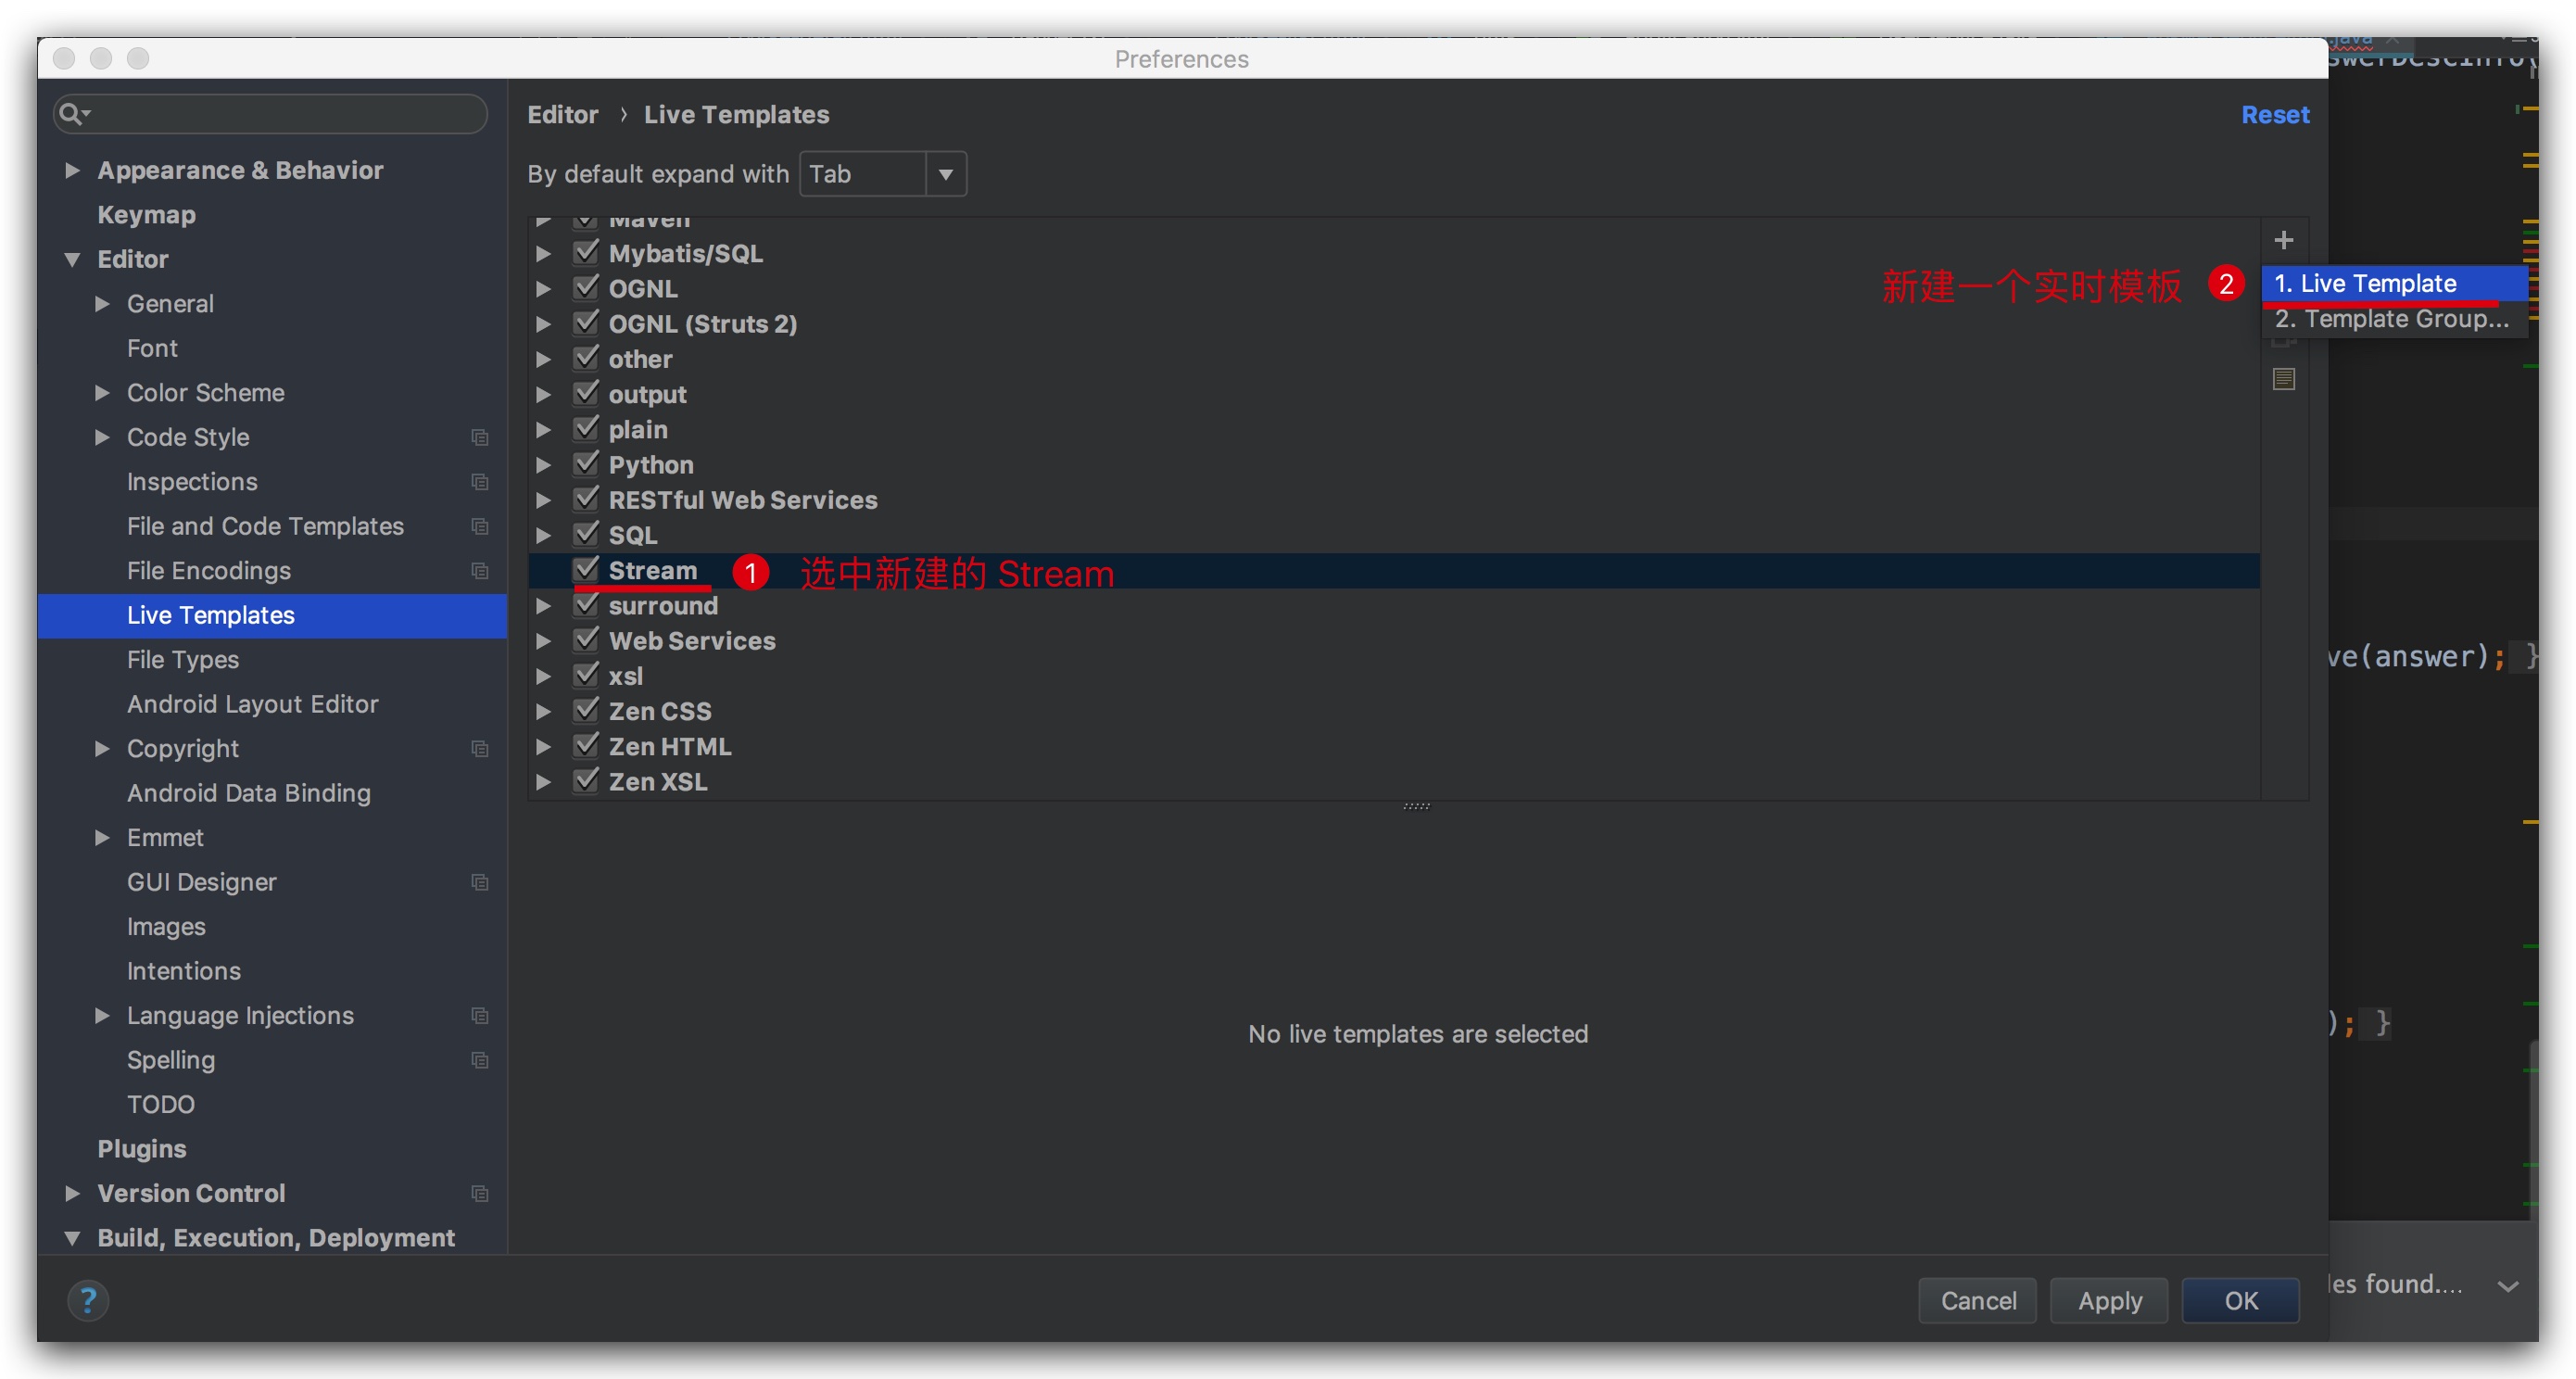 Preferences
Editor › Live Templates
Reset
By default expand with Tab
Appearance & Behavior
Keymap
Editor
General
Font
Color Scheme
Code Style
Inspections
File and Code Templates
File Encodings
Live Templates
File Types
Android Layout Editor
Copyright
Android Data Binding
Emmet
GUI Designer
Images
Intentions
Language Injections
Spelling
TODO
Plugins
Version Control
Build, Execution, Deployment
Maven
Mybatis/SQL
OGNL
OGNL (Struts 2)
other
output
plain
Python
RESTful Web Services
SQL
Stream 1 选中新建的 Stream
surround
Web Services
xsl
Zen CSS
Zen HTML
Zen XSL
新建一个实时模板 2
1. Live Template
2. Template Group...
No live templates are selected
?
Cancel Apply OK
.java
swerDescInfo(
ve(answer); }
); }
les found....